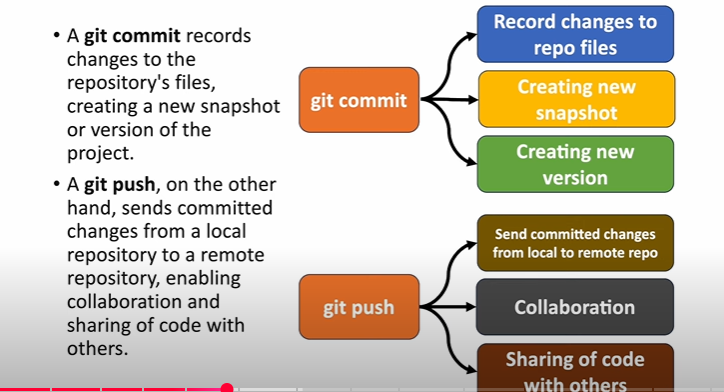 • A git commit records
changes to the
repository's files,
creating a new snapshot
or version of the
project.
• A git push, on the other
hand, sends committed
changes from a local
repository to a remote
repository, enabling
collaboration and
sharing of code with
others.
git commit
Record changes to
repo files
Creating new
snapshot
Creating new
version
git push
Send committed changes
from local to remote repo
Collaboration
Sharing of code
with others